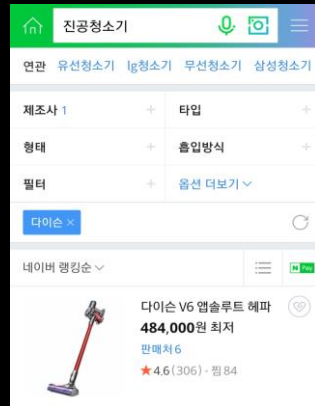 진공청소기
연관 유선청소기 lg청소기 무선청소기 삼성청소기
제조사 1 + 타입 +
형태 + 흡입방식 +
필터 + 옵션 더보기
다이슨 ×
네이버 랭킹순
N Pay
다이슨 V6 앱솔루트 헤파
484,000원 최저
판매처 6
★4.6(306) · 찜84